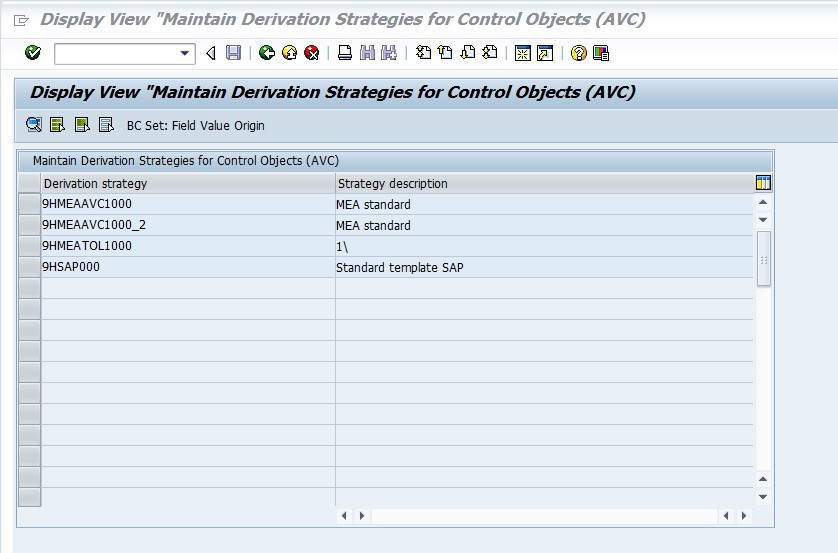 Display View "Maintain Derivation Strategies for Control Objects (AVC)
Display View "Maintain Derivation Strategies for Control Objects (AVC)
BC Set: Field Value Origin
Maintain Derivation Strategies for Control Objects (AVC)
Derivation strategy Strategy description
9HMEAAVC1000 MEA standard
9HMEAAVC1000_2 MEA standard
9HMEATOL1000 1\
9HSAP000 Standard template SAP